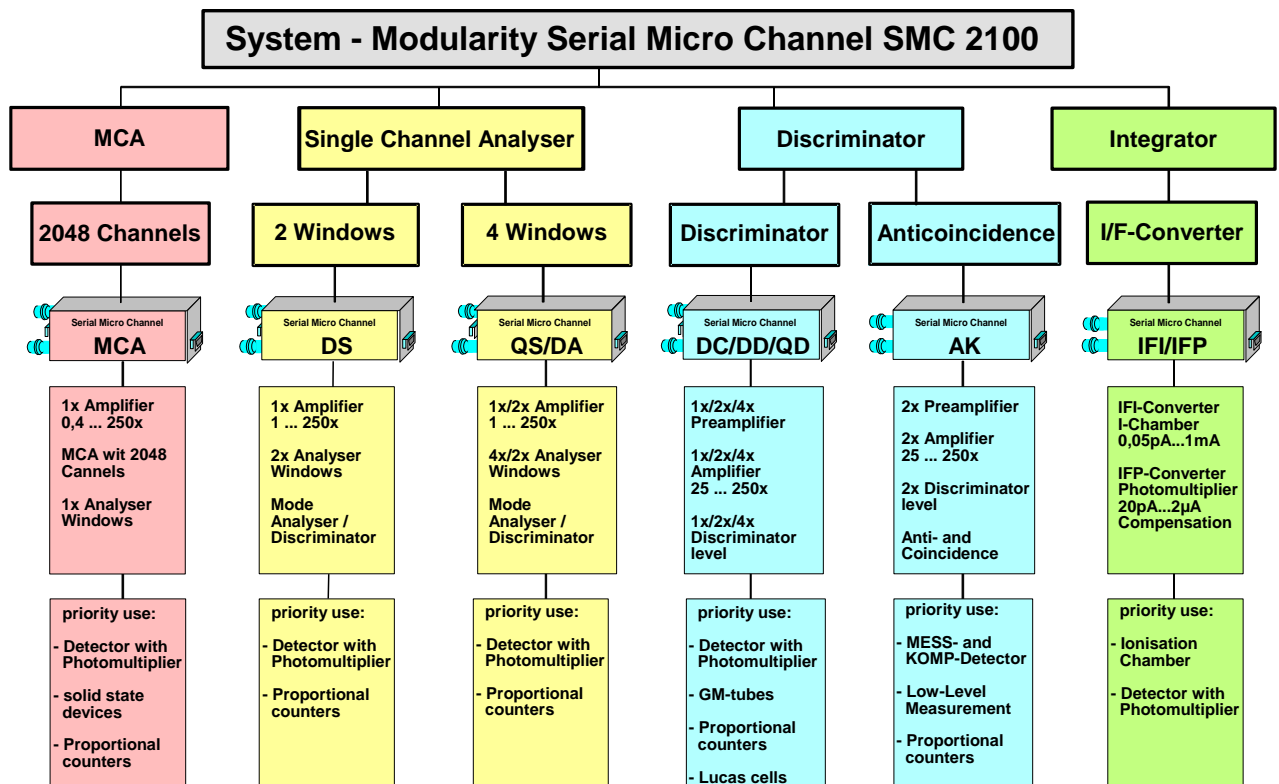 System - Modularity Serial Micro Channel SMC 2100
MCA
Single Channel Analyser
Discriminator
Integrator
2048 Channels
2 Windows
4 Windows
Discriminator
Anticoincidence
I/F-Converter
Serial Micro Channel
MCA
Serial Micro Channel
DS
Serial Micro Channel
QS/DA
Serial Micro Channel
DC/DD/QD
Serial Micro Channel
AK
Serial Micro Channel
IFI/IFP
1x Amplifier
0,4 ... 250x
MCA wit 2048
Cannels
1x Analyser
Windows
1x Amplifier
1 ... 250x
2x Analyser
Windows
Mode
Analyser /
Discriminator
1x/2x Amplifier
1 ... 250x
4x/2x Analyser
Windows
Mode
Analyser /
Discriminator
1x/2x/4x
Preamplifier
1x/2x/4x
Amplifier
25 ... 250x
1x/2x/4x
Discriminator
level
2x Preamplifier
2x Amplifier
25 ... 250x
2x Discriminator
level
Anti- and
Coincidence
IFI-Converter
I-Chamber
0,05pA...1mA
IFP-Converter
Photomultiplier
20pA...2µA
Compensation
priority use:
- Detector with
Photomultiplier
- solid state
devices
- Proportional
counters
priority use:
- Detector with
Photomultiplier
- Proportional
counters
priority use:
- Detector with
Photomultiplier
- Proportional
counters
priority use:
- Detector with
Photomultiplier
- GM-tubes
- Proportional
counters
- Lucas cells
priority use:
- MESS- and
KOMP-Detector
- Low-Level
Measurement
- Proportional
counters
priority use:
- Ionisation
Chamber
- Detector with
Photomultiplier